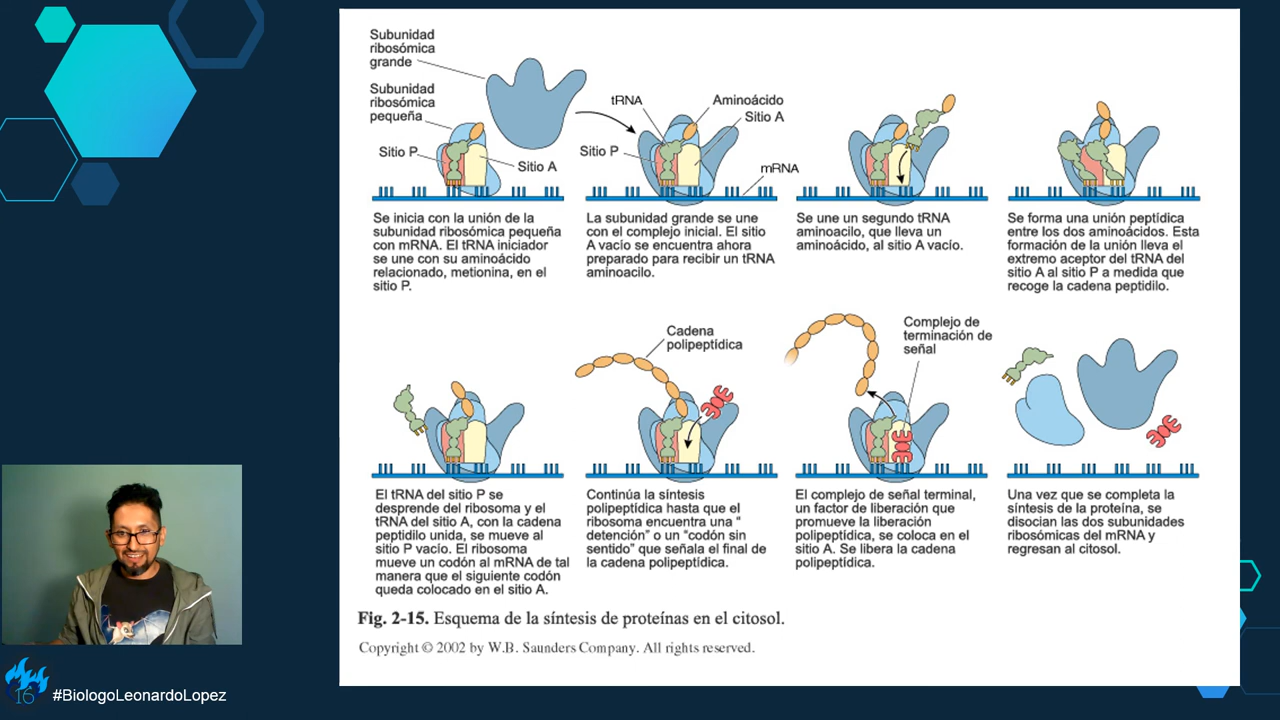 Subunidad
ribosómica
grande
Subunidad
ribosómica
pequeña
Sitio P
Sitio A
tRNA
Aminoácido
Sitio A
Sitio P
mRNA
Se inicia con la unión de la
subunidad ribosómica pequeña
con mRNA. El tRNA iniciador
se une con su aminoácido
relacionado, metionina, en el
sitio P.
La subunidad grande se une
con el complejo inicial. El sitio
A vacío se encuentra ahora
preparado para recibir un tRNA
aminoacilo.
Se une un segundo tRNA
aminoacilo, que lleva un
aminoácido, al sitio A vacío.
Se forma una unión peptídica
entre los dos aminoácidos. Esta
formación de la unión lleva el
extremo aceptor del tRNA del
sitio A al sitio P a medida que
recoge la cadena peptidilo.
Cadena
polipeptídica
Complejo de
terminación de
señal
El tRNA del sitio P se
desprende del ribosoma y el
tRNA del sitio A, con la cadena
peptidilo unida, se mueve al
sitio P vacío. El ribosoma
mueve un codón al mRNA de tal
manera que el siguiente codón
queda colocado en el sitio A.
Continúa la síntesis
polipeptídica hasta que el
ribosoma encuentra una “
detención” o un “codón sin
sentido” que señala el final de
la cadena polipeptídica.
El complejo de señal terminal,
un factor de liberación que
promueve la liberación
polipeptídica, se coloca en el
sitio A. Se libera la cadena
polipeptídica.
Una vez que se completa la
síntesis de la proteína, se
disocian las dos subunidades
ribosómicas del mRNA y
regresan al citosol.
Fig. 2-15. Esquema de la síntesis de proteínas en el citosol.
Copyright © 2002 by W.B. Saunders Company. All rights reserved.
16
#BiologoLeonardoLopez